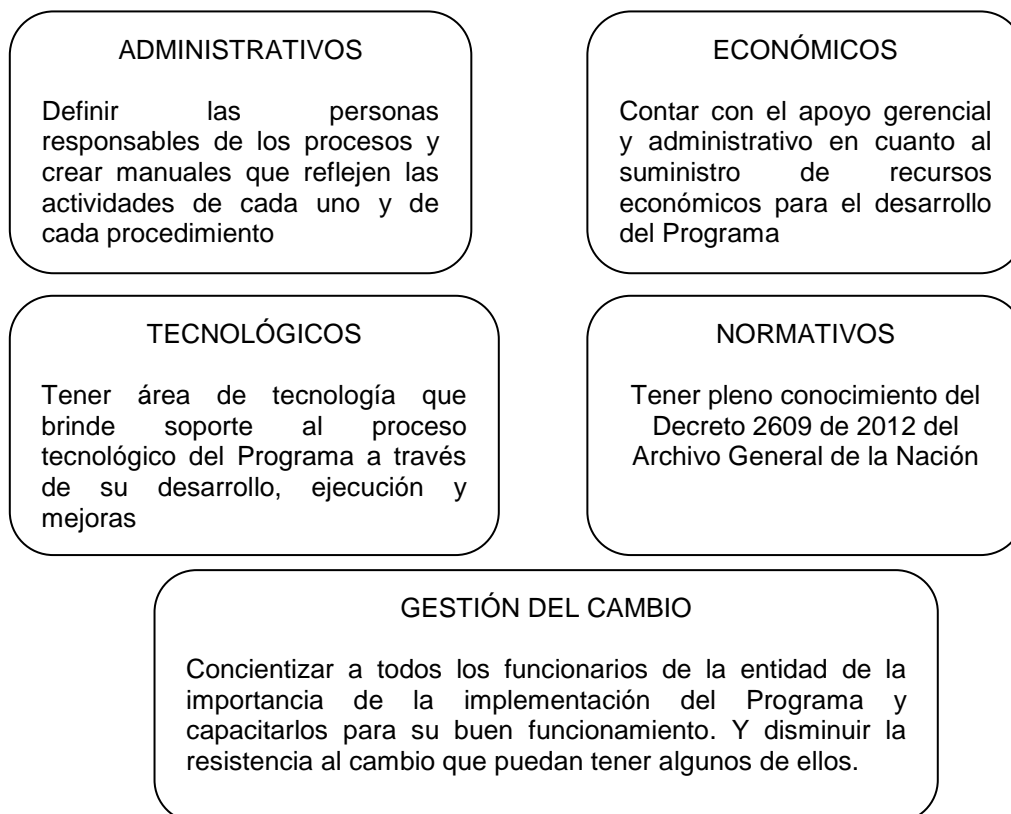 ADMINISTRATIVOS
Definir las personas
responsables de los procesos y
crear manuales que reflejen las
actividades de cada uno y de
cada procedimiento
ECONÓMICOS
Contar con el apoyo gerencial
y administrativo en cuanto al
suministro de recursos
económicos para el desarrollo
del Programa
TECNOLÓGICOS
Tener área de tecnología que
brinde soporte al proceso
tecnológico del Programa a través
de su desarrollo, ejecución y
mejoras
NORMATIVOS
Tener pleno conocimiento del
Decreto 2609 de 2012 del
Archivo General de la Nación
GESTIÓN DEL CAMBIO
Concientizar a todos los funcionarios de la entidad de la
importancia de la implementación del Programa y
capacitarlos para su buen funcionamiento. Y disminuir la
resistencia al cambio que puedan tener algunos de ellos.